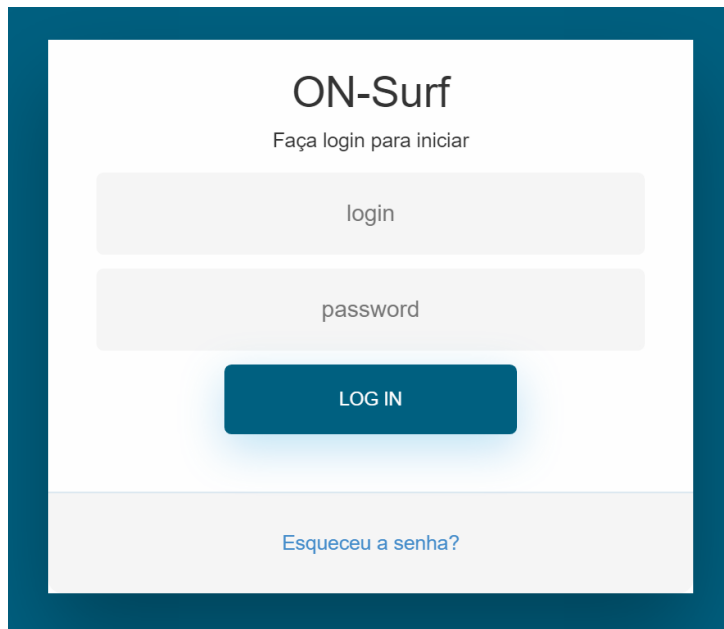 ON-Surf
Faça login para iniciar
login
password
LOG IN
Esqueceu a senha?